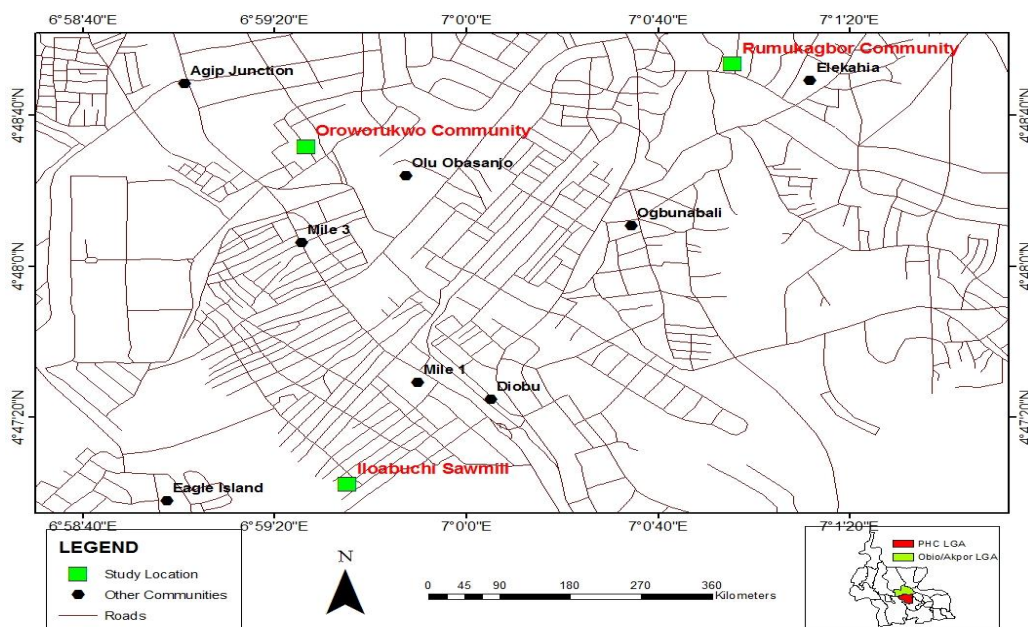 6°58'40"E 6°59'20"E 7°0'0"E 7°0'40"E 7°1'20"E
Rumukagbor Community
Agip Junction
Elekahia
4°48'40"N
4°48'40"N
Oroworukwo Community
Olu Obasanjo
Ogbunabali
Mile 3
4°48'0"N
4°48'0"N
Mile 1
Diobu
4°47'20"N
4°47'20"N
Iloabuchi Sawmill
Eagle Island
6°58'40"E 6°59'20"E 7°0'0"E 7°0'40"E 7°1'20"E
LEGEND
Study Location
Other Communities
Roads
N
0 45 90 180 270 360
Kilometers
PHC LGA
Obio/Akpor LGA